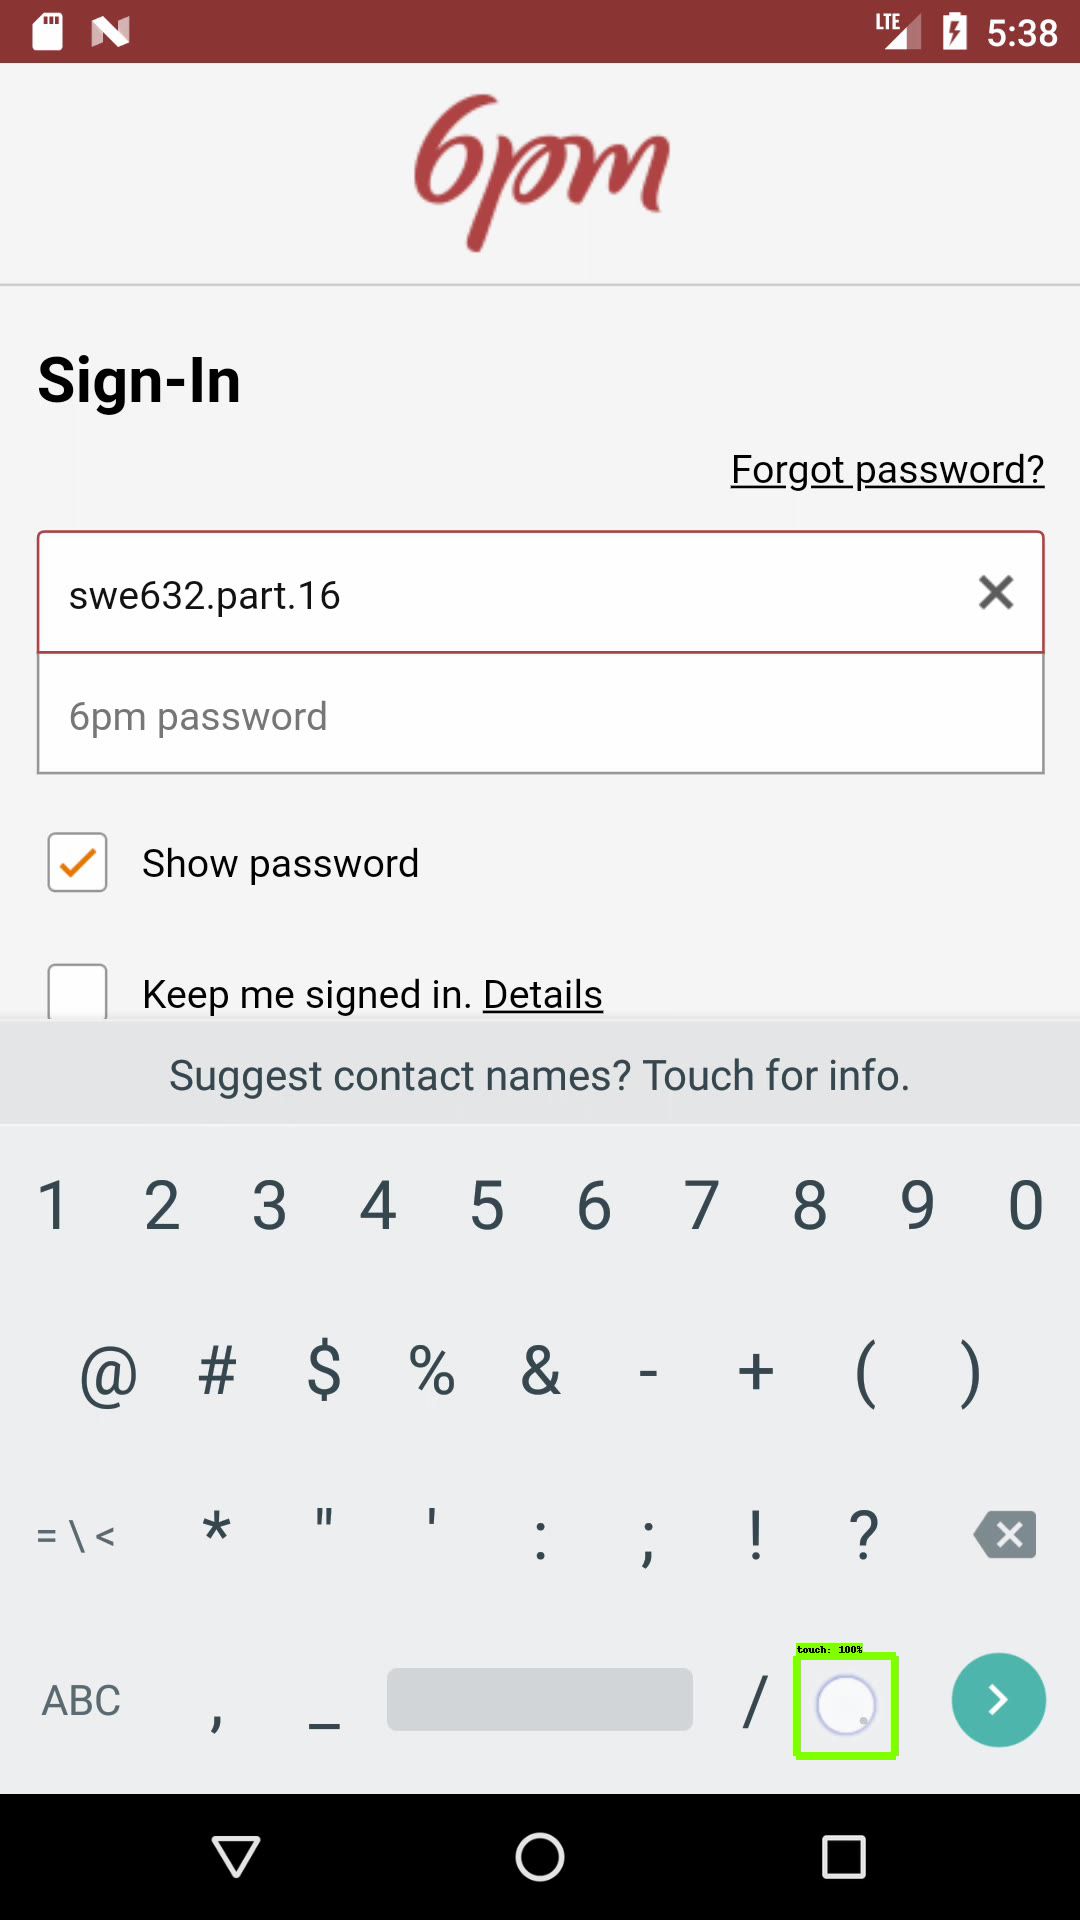 LTE 5:38
6pm
Sign-In
Forgot password?
swe632.part.16
6pm password
Show password
Keep me signed in. Details
Suggest contact names? Touch for info.
1 2 3 4 5 6 7 8 9 0
@ # $ % & - + ( )
= \ < * " ' : ; ! ?
touch: 100%
ABC , _ / .